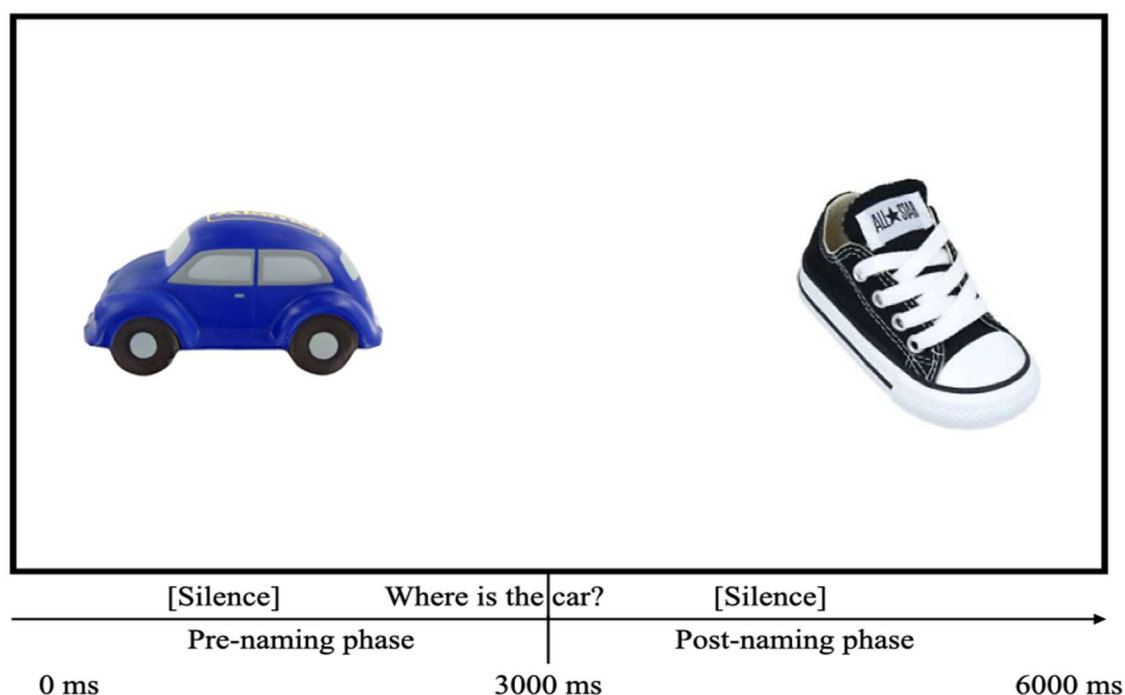 ALL★STAR
[Silence] Where is the car? [Silence]
Pre-naming phase Post-naming phase
0 ms 3000 ms 6000 ms